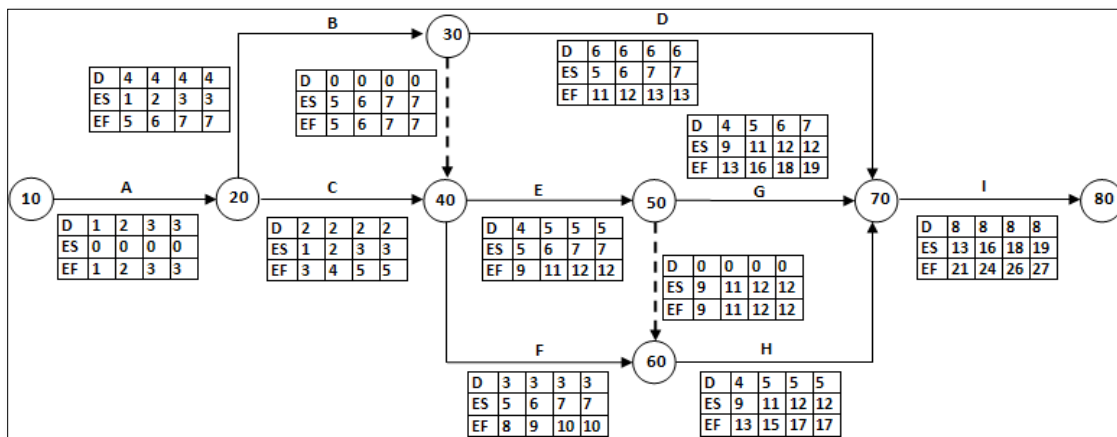 B
30
D
D 4 4 4 4
ES 1 2 3 3
EF 5 6 7 7
D 0 0 0 0
ES 5 6 7 7
EF 5 6 7 7
D 6 6 6 6
ES 5 6 7 7
EF 11 12 13 13
D 4 5 6 7
ES 9 11 12 12
EF 13 16 18 19
10
A
20
C
40
E
50
G
70
I
80
D 1 2 3 3
ES 0 0 0 0
EF 1 2 3 3
D 2 2 2 2
ES 1 2 3 3
EF 3 4 5 5
D 4 5 5 5
ES 5 6 7 7
EF 9 11 12 12
D 0 0 0 0
ES 9 11 12 12
EF 9 11 12 12
D 8 8 8 8
ES 13 16 18 19
EF 21 24 26 27
F
60
H
D 3 3 3 3
ES 5 6 7 7
EF 8 9 10 10
D 4 5 5 5
ES 9 11 12 12
EF 13 15 17 17